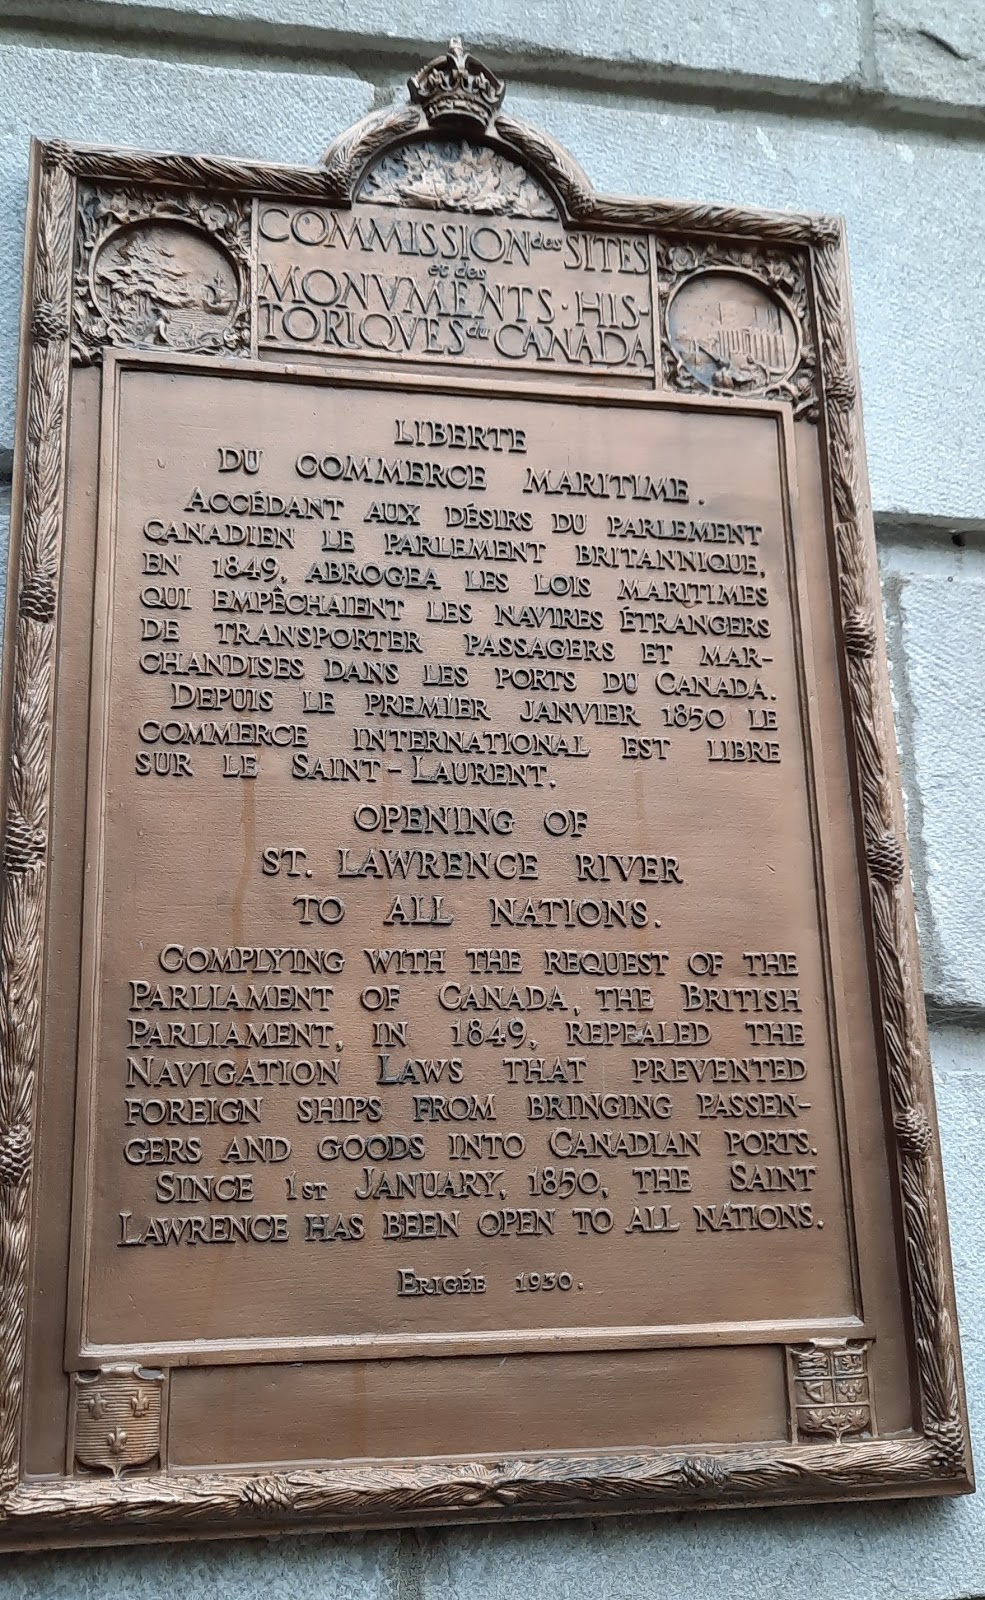 COMMISSION des SITES
et des
MONVMENTS · HIS-
TORIQVES du CANADA
LIBERTE
DU COMMERCE MARITIME.
ACCÉDANT AUX DÉSIRS DU PARLEMENT
CANADIEN LE PARLEMENT BRITANNIQUE,
EN 1849, ABROGEA LES LOIS MARITIMES
QUI EMPÊCHAIENT LES NAVIRES ÉTRANGERS
DE TRANSPORTER PASSAGERS ET MAR-
CHANDISES DANS LES PORTS DU CANADA.
DEPUIS LE PREMIER JANVIER 1850 LE
COMMERCE INTERNATIONAL EST LIBRE
SUR LE SAINT-LAURENT.
OPENING OF
ST. LAWRENCE RIVER
TO ALL NATIONS.
COMPLYING WITH THE REQUEST OF THE
PARLIAMENT OF CANADA, THE BRITISH
PARLIAMENT, IN 1849, REPEALED THE
NAVIGATION LAWS THAT PREVENTED
FOREIGN SHIPS FROM BRINGING PASSEN-
GERS AND GOODS INTO CANADIAN PORTS.
SINCE 1ST JANUARY, 1850, THE SAINT
LAWRENCE HAS BEEN OPEN TO ALL NATIONS.
ERIGÉE 1930.